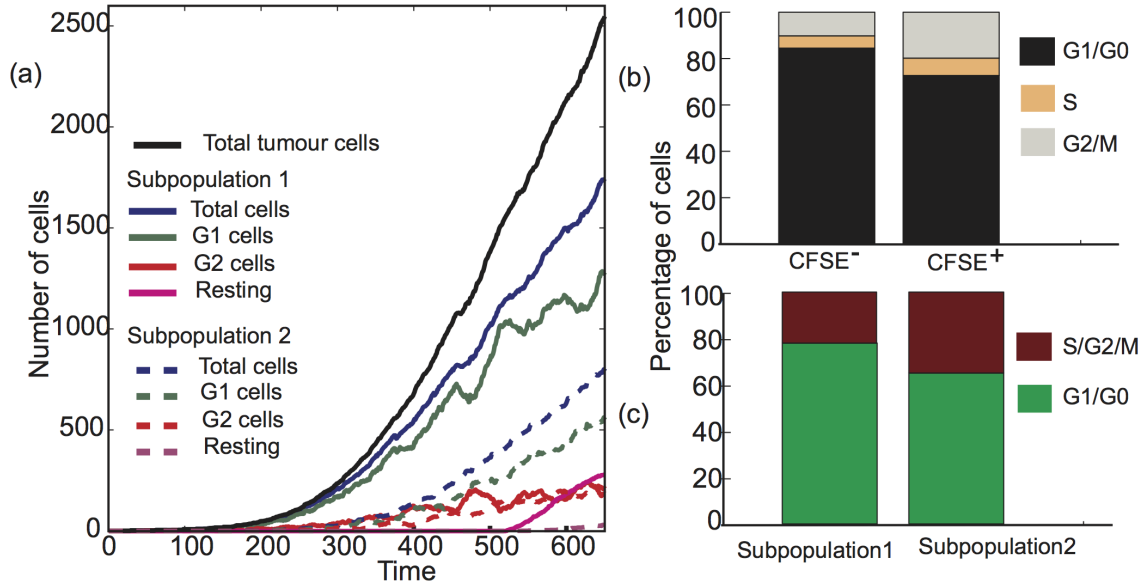 (a)
Number of cells
2500
2000
1500
1000
500
0
Total tumour cells
Subpopulation 1
Total cells
G1 cells
G2 cells
Resting
Subpopulation 2
Total cells
G1 cells
G2 cells
Resting
0 100 200 300 400 500 600
Time
(b)
Percentage of cells
100
80
60
40
20
0
CFSE⁻ CFSE⁺
G1/G0
S
G2/M
(c)
100
80
60
40
20
0
Subpopulation1 Subpopulation2
S/G2/M
G1/G0